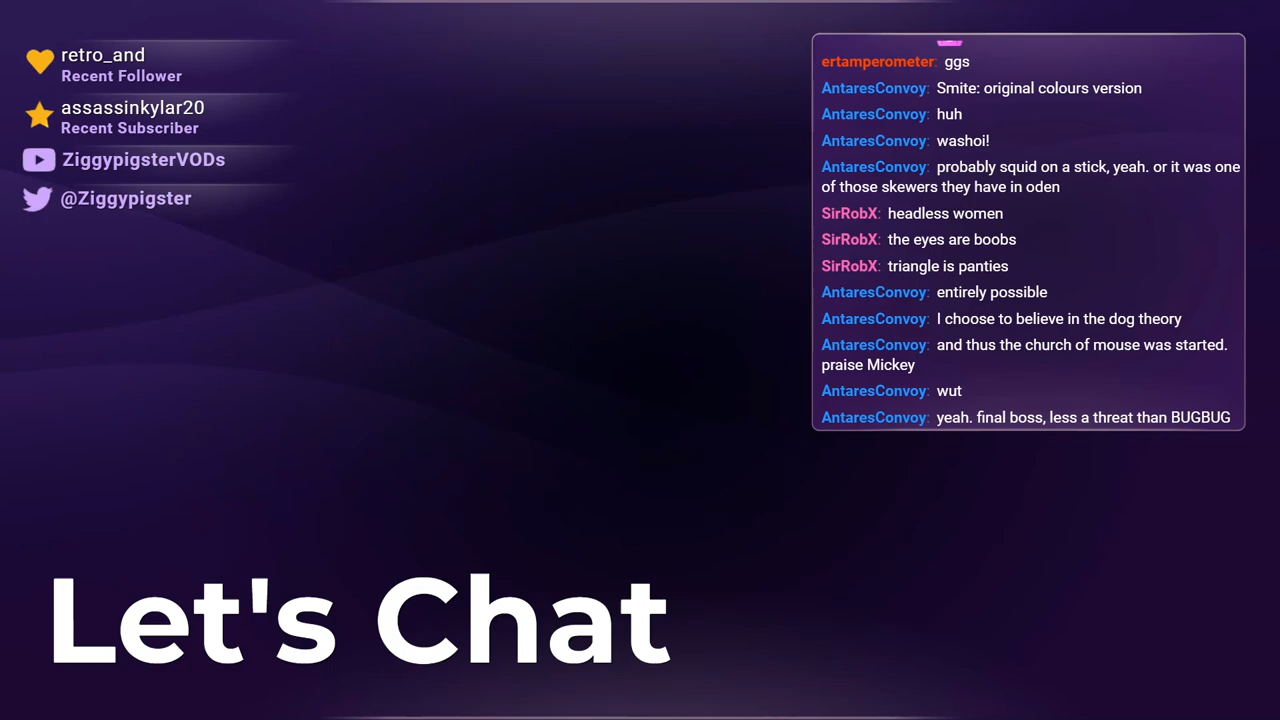 retro_and
Recent Follower
assassinkylar20
Recent Subscriber
ZiggypigsterVODs
@Ziggypigster
ertamperometer: ggs
AntaresConvoy: Smite: original colours version
AntaresConvoy: huh
AntaresConvoy: washoi!
AntaresConvoy: probably squid on a stick, yeah. or it was one
of those skewers they have in oden
SirRobX: headless women
SirRobX: the eyes are boobs
SirRobX: triangle is panties
AntaresConvoy: entirely possible
AntaresConvoy: I choose to believe in the dog theory
AntaresConvoy: and thus the church of mouse was started.
praise Mickey
AntaresConvoy: wut
AntaresConvoy: yeah. final boss, less a threat than BUGBUG
Let's Chat